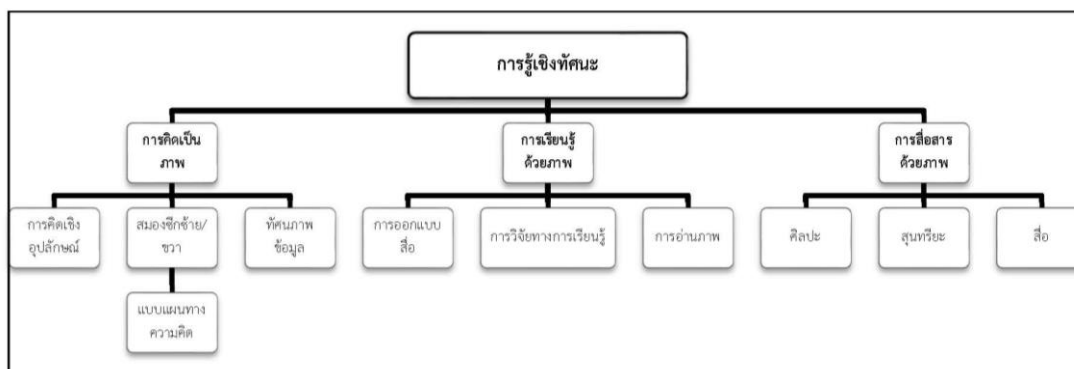 การรู้เชิงทัศนะ
การคิดเป็น
ภาพ
การเรียนรู้
ด้วยภาพ
การสื่อสาร
ด้วยภาพ
การคิดเชิง
อุปลักษณ์
สมองซีกซ้าย/
ขวา
ทัศนภาพ
ข้อมูล
การออกแบบ
สื่อ
การวิจัยทางการเรียนรู้
การอ่านภาพ
ศิลปะ
สุนทรียะ
สื่อ
แบบแผนทาง
ความคิด